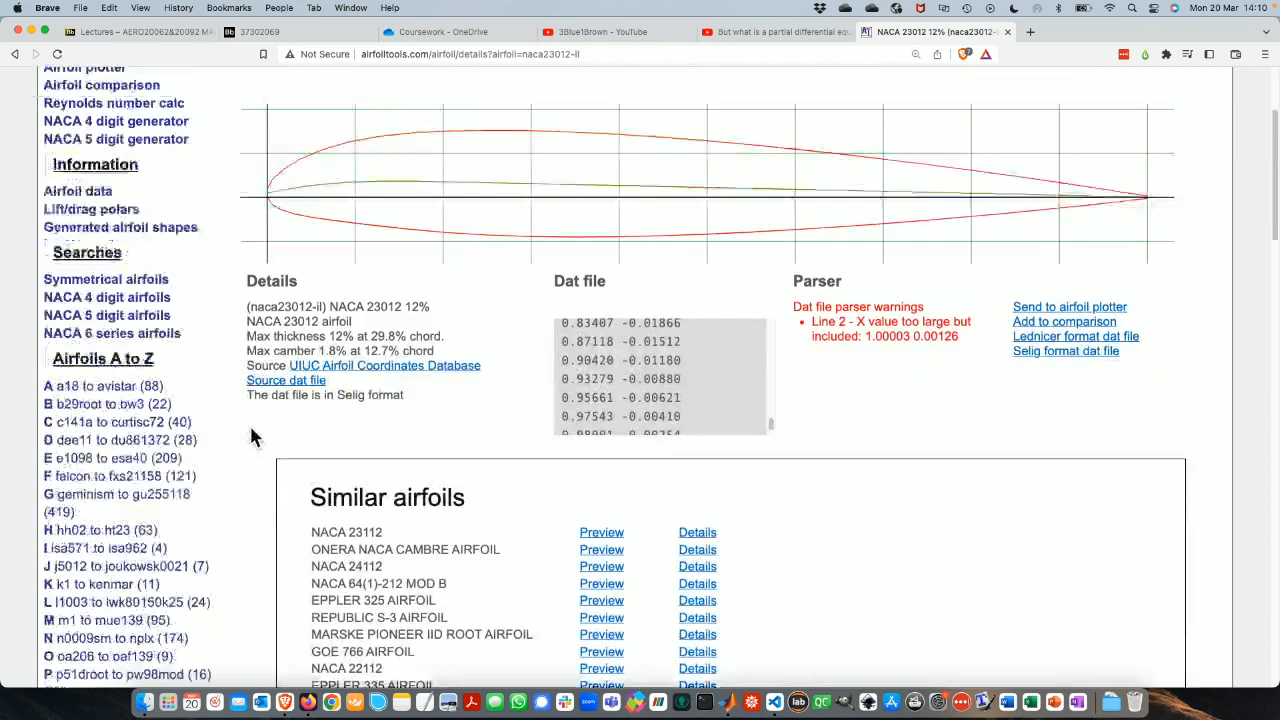 Brave File Edit View History Bookmarks People Tab Window Help Mon 20 Mar 14:10
Lectures – AERO20062&20092 MA 37302069 Coursework - OneDrive 3Blue1Brown - YouTube But what is a partial differential equ NACA 23012 12% (naca23012-i
Not Secure airfoiltools.com/airfoil/details?airfoil=naca23012-il
Airfoil plotter
Airfoil comparison
Reynolds number calc
NACA 4 digit generator
NACA 5 digit generator
Information
Airfoil data
Lift/drag polars
Generated airfoil shapes
Searches
Symmetrical airfoils
NACA 4 digit airfoils
NACA 5 digit airfoils
NACA 6 series airfoils
Airfoils A to Z
A a18 to avistar (88)
B b29root to bw3 (22)
C c141a to curtisc72 (40)
D dae11 to du861372 (28)
E e1098 to esa40 (209)
F falcon to fxs21158 (121)
G geminism to gu255118
(419)
H hh02 to ht23 (63)
I isa571 to isa962 (4)
J j5012 to joukowsk0021 (7)
K k1 to kenmar (11)
L l1003 to lwk80150k25 (24)
M m1 to mue139 (95)
N n0009sm to nplx (174)
O oa206 to oaf139 (9)
P p51droot to pw98mod (16)
Details
(naca23012-il) NACA 23012 12%
NACA 23012 airfoil
Max thickness 12% at 29.8% chord.
Max camber 1.8% at 12.7% chord
Source UIUC Airfoil Coordinates Database
Source dat file
The dat file is in Selig format
Dat file
0.83407 -0.01866
0.87118 -0.01512
0.90420 -0.01180
0.93279 -0.00880
0.95661 -0.00621
0.97543 -0.00410
0.98901 -0.00254
Parser
Dat file parser warnings
Line 2 - X value too large but
included: 1.00003 0.00126
Send to airfoil plotter
Add to comparison
Lednicer format dat file
Selig format dat file
Similar airfoils
NACA 23112 Preview Details
ONERA NACA CAMBRE AIRFOIL Preview Details
NACA 24112 Preview Details
NACA 64(1)-212 MOD B Preview Details
EPPLER 325 AIRFOIL Preview Details
REPUBLIC S-3 AIRFOIL Preview Details
MARSKE PIONEER IID ROOT AIRFOIL Preview Details
GOE 766 AIRFOIL Preview Details
NACA 22112 Preview Details
EPPLER 335 AIRFOIL Preview Details